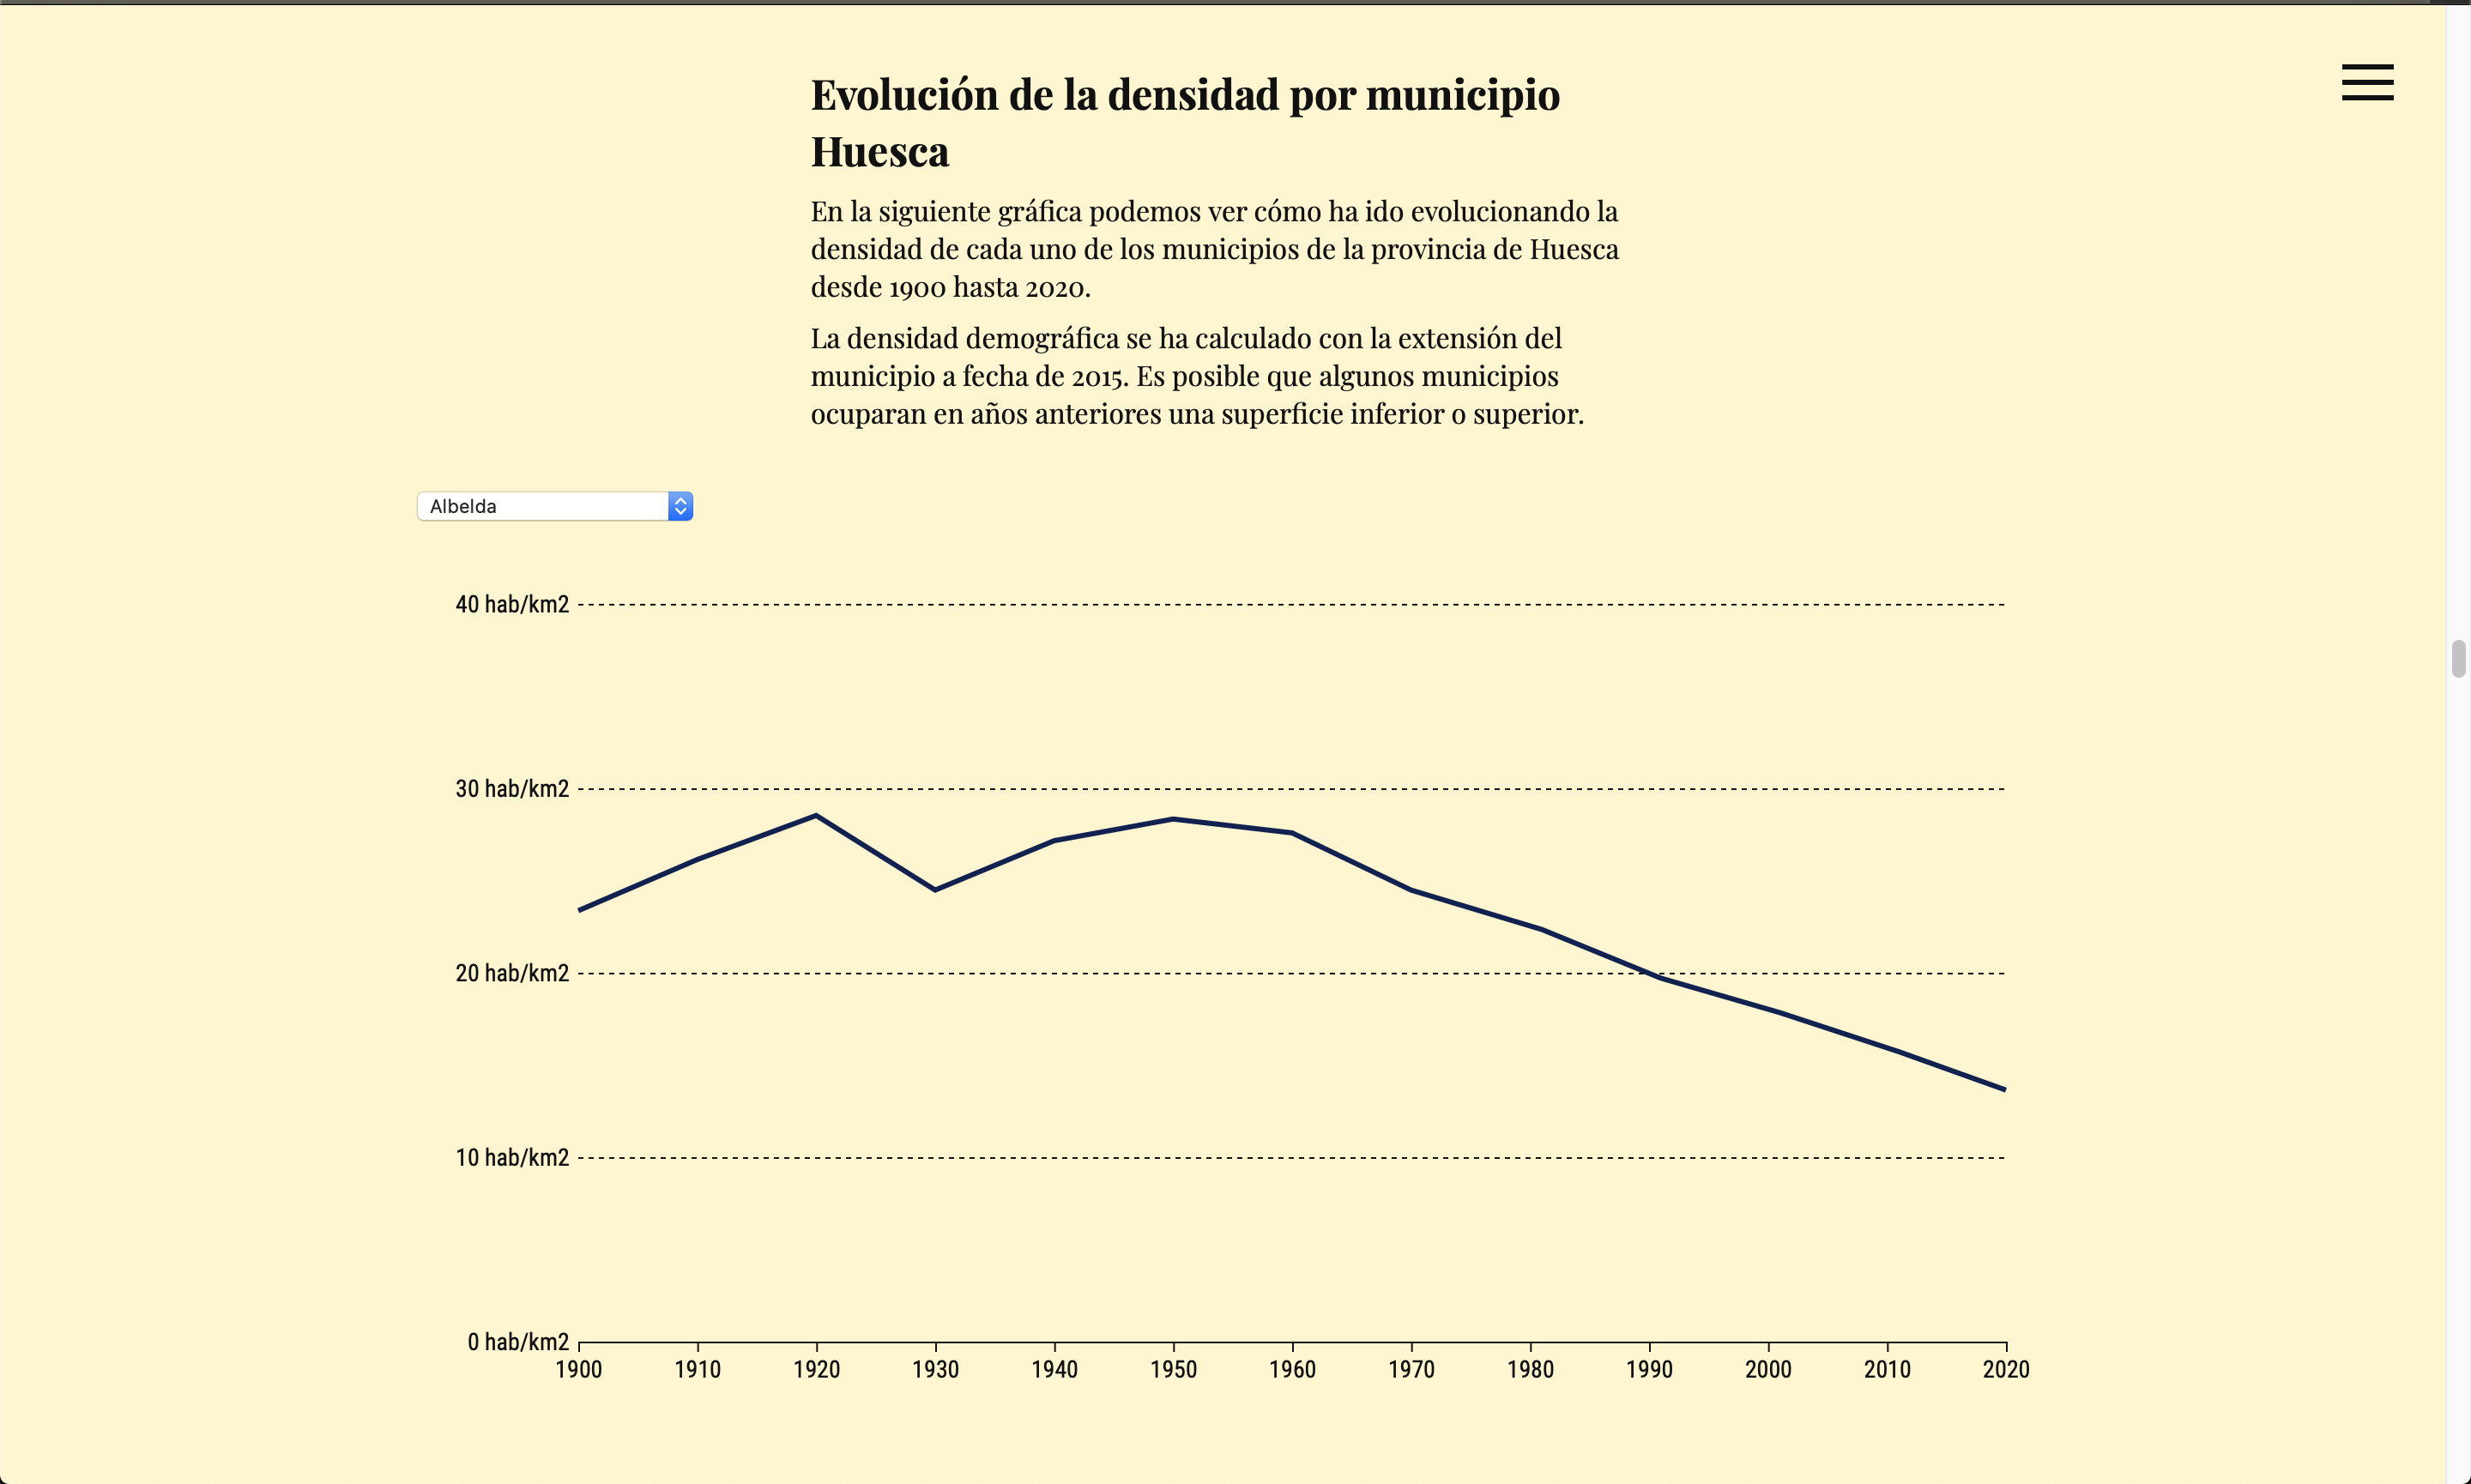 Evolución de la densidad por municipio
Huesca
En la siguiente gráfica podemos ver cómo ha ido evolucionando la
densidad de cada uno de los municipios de la provincia de Huesca
desde 1900 hasta 2020.
La densidad demográfica se ha calculado con la extensión del
municipio a fecha de 2015. Es posible que algunos municipios
ocuparan en años anteriores una superficie inferior o superior.
Albelda
40 hab/km2
30 hab/km2
20 hab/km2
10 hab/km2
0 hab/km2
1900 1910 1920 1930 1940 1950 1960 1970 1980 1990 2000 2010 2020